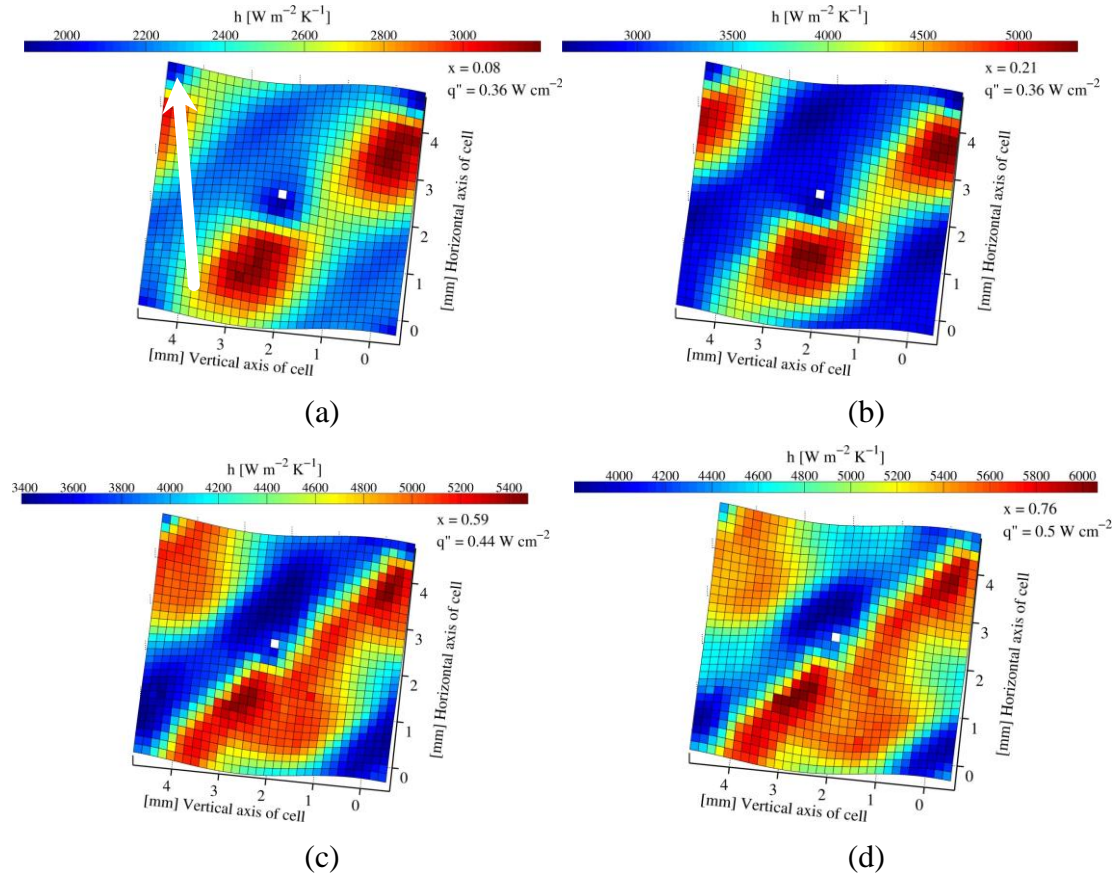 (a)
h [W m−2 K−1]
2000 2200 2400 2600 2800 3000
x = 0.08
q" = 0.36 W cm−2
4
3
2
1
0
[mm] Horizontal axis of cell
4 3 2 1 0
[mm] Vertical axis of cell
(b)
h [W m−2 K−1]
3000 3500 4000 4500 5000
x = 0.21
q" = 0.36 W cm−2
4
3
2
1
0
[mm] Horizontal axis of cell
4 3 2 1 0
[mm] Vertical axis of cell
(c)
h [W m−2 K−1]
3400 3800 4000 4200 4400 4600 4800 5000 5200 5400
x = 0.59
q" = 0.44 W cm−2
4
3
2
1
0
[mm] Horizontal axis of cell
4 3 2 1 0
[mm] Vertical axis of cell
(d)
h [W m−2 K−1]
4000 4200 4400 4600 4800 5000 5200 5400 5600 5800 6000
x = 0.76
q" = 0.5 W cm−2
4
3
2
1
0
[mm] Horizontal axis of cell
4 3 2 1 0
[mm] Vertical axis of cell